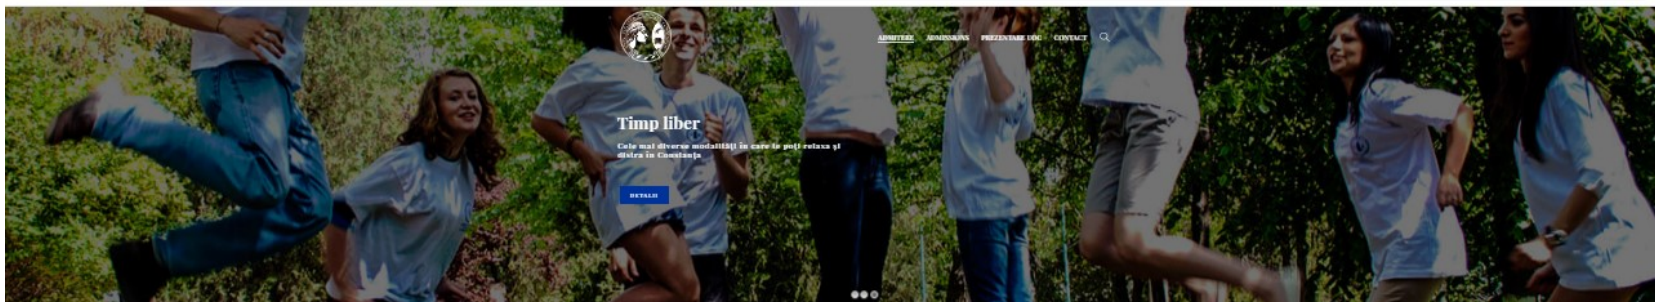 ADMITERE ADMISSIONS PREZENTARE UOC CONTACT
Timp liber
Cele mai diverse modalități în care te poți relaxa și
distra în Constanța
DETALII